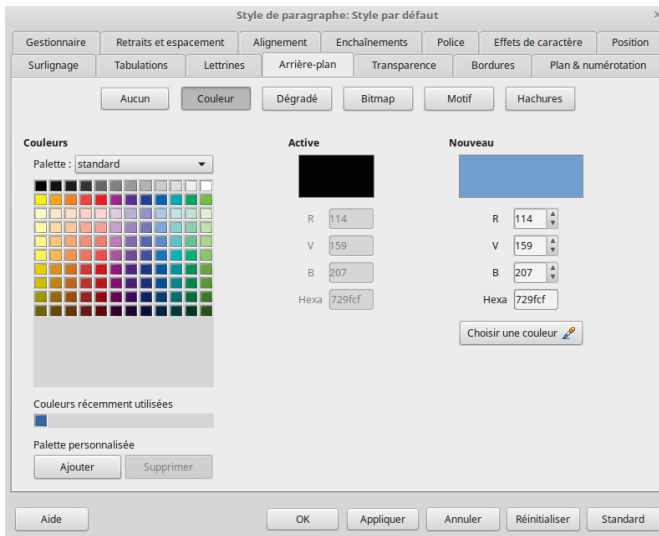 Style de paragraphe: Style par défaut
Gestionnaire Retraits et espacement Alignement Enchaînements Police Effets de caractère Position
Surlignage Tabulations Lettrines Arrière-plan Transparence Bordures Plan & numérotation
Aucun Couleur Dégradé Bitmap Motif Hachures
Couleurs Active Nouveau
Palette : standard
R 114 R 114
V 159 V 159
B 207 B 207
Hexa 729fcf Hexa 729fcf
Choisir une couleur
Couleurs récemment utilisées
Palette personnalisée
Ajouter Supprimer
Aide OK Appliquer Annuler Réinitialiser Standard